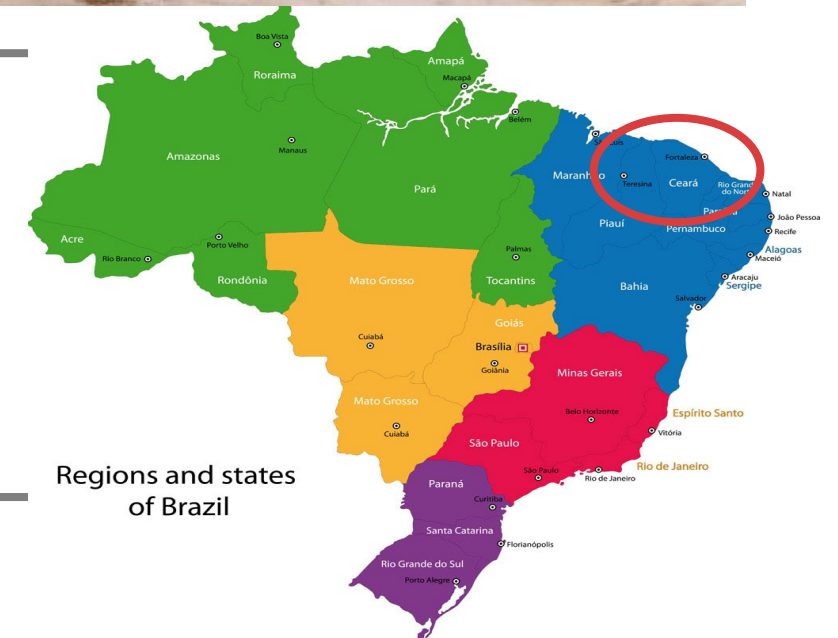 Boa Vista
Roraima
Amapá
Macapá
Belém
São Luís
Fortaleza
Amazonas
Manaus
Pará
Maranhão
Teresina
Ceará
Rio Grande
do Norte
Natal
Paraíba
João Pessoa
Piauí
Pernambuco
Recife
Acre
Rio Branco
Porto Velho
Rondônia
Palmas
Tocantins
Alagoas
Maceió
Aracaju
Sergipe
Mato Grosso
Bahia
Salvador
Goiás
Cuiabá
Brasília
Goiânia
Minas Gerais
Mato Grosso
Cuiabá
Belo Horizonte
Espírito Santo
Vitória
São Paulo
São Paulo
Rio de Janeiro
Rio de Janeiro
Regions and states
of Brazil
Paraná
Curitiba
Santa Catarina
Florianópolis
Rio Grande do Sul
Porto Alegre